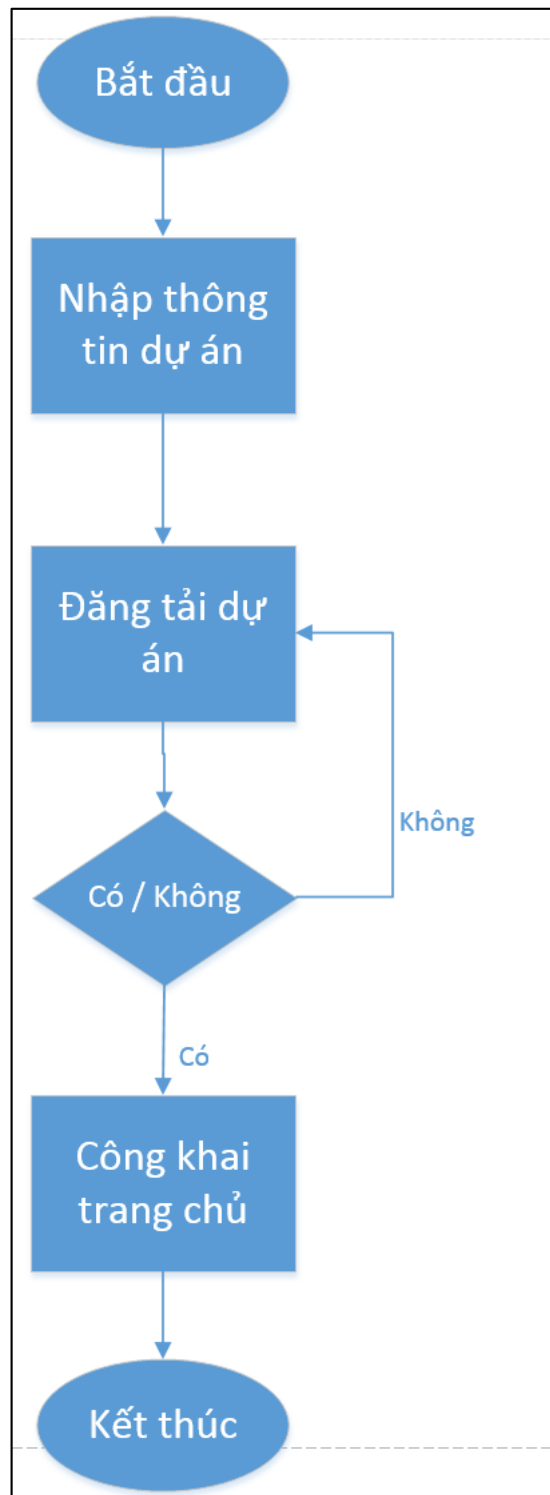 Bắt đầu
Nhập thông
tin dự án
Đăng tải dự
án
Không
Có / Không
Có
Công khai
trang chủ
Kết thúc